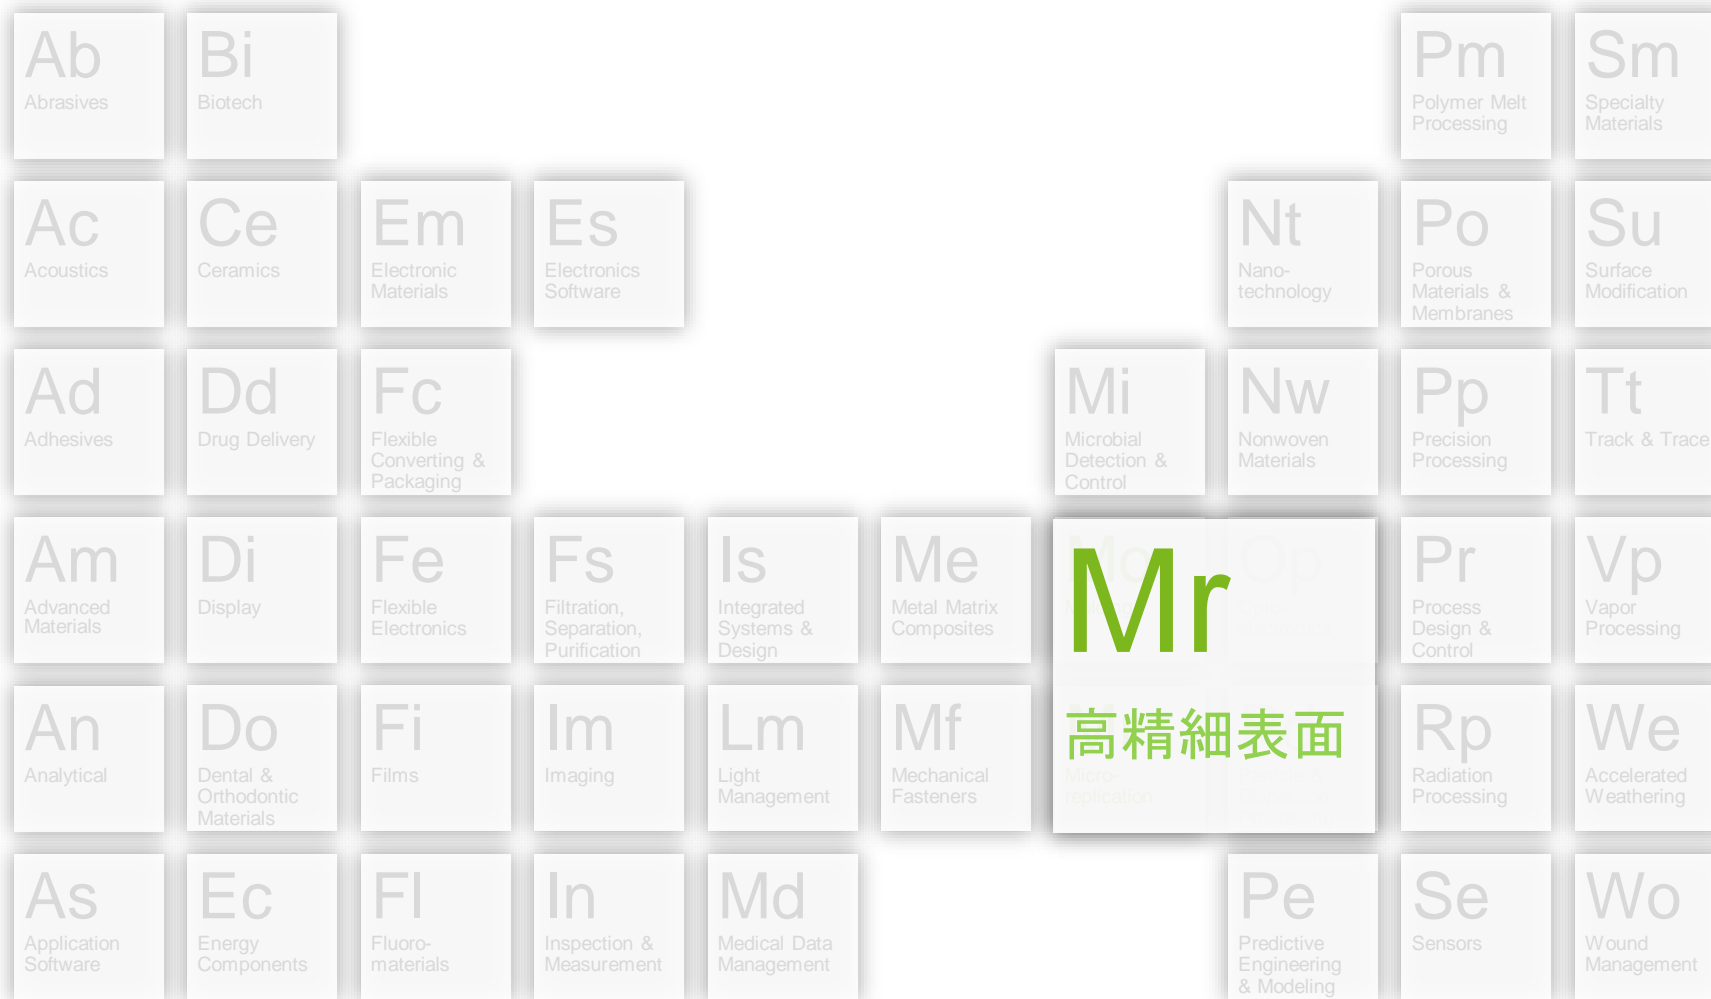 Ab
Abrasives
Bi
Biotech
Pm
Polymer Melt
Processing
Sm
Specialty
Materials
Ac
Acoustics
Ce
Ceramics
Em
Electronic
Materials
Es
Electronics
Software
Nt
Nano-
technology
Po
Porous
Materials &
Membranes
Su
Surface
Modification
Ad
Adhesives
Dd
Drug Delivery
Fc
Flexible
Converting &
Packaging
Mi
Microbial
Detection &
Control
Nw
Nonwoven
Materials
Pp
Precision
Processing
Tt
Track & Trace
Am
Advanced
Materials
Di
Display
Fe
Flexible
Electronics
Fs
Filtration,
Separation,
Purification
Is
Integrated
Systems &
Design
Me
Metal Matrix
Composites
Mr
高精細表面
Mo
Op
Micro-
replication
Pr
Process
Design &
Control
Vp
Vapor
Processing
An
Analytical
Do
Dental &
Orthodontic
Materials
Fi
Films
Im
Imaging
Lm
Light
Management
Mf
Mechanical
Fasteners
Rp
Radiation
Processing
We
Accelerated
Weathering
As
Application
Software
Ec
Energy
Components
Fl
Fluoro-
materials
In
Inspection &
Measurement
Md
Medical Data
Management
Pe
Predictive
Engineering
& Modeling
Se
Sensors
Wo
Wound
Management